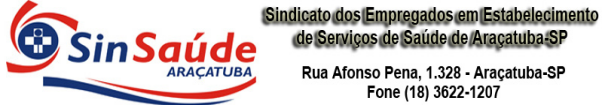 SinSaúde
ARAÇATUBA
Sindicato dos Empregados em Estabelecimento
de Serviços de Saúde de Araçatuba-SP
Rua Afonso Pena, 1.328 - Araçatuba-SP
Fone (18) 3622-1207